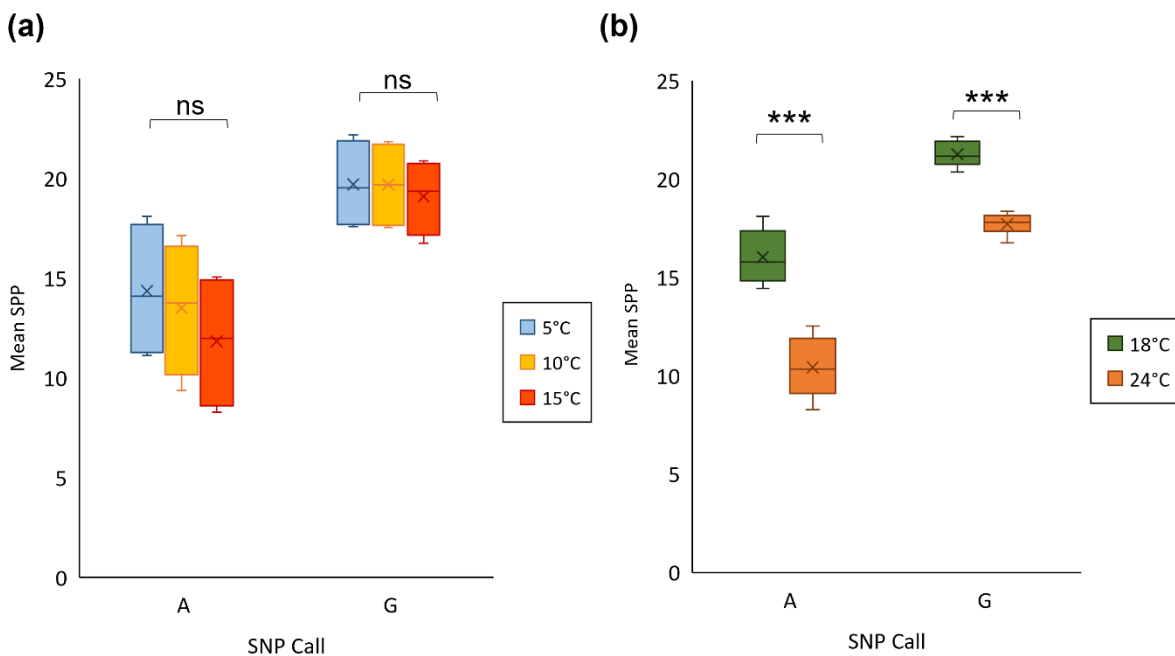 (a)
25
20
15
10
5
0
Mean SPP
ns
ns
A
G
SNP Call
5°C
10°C
15°C
(b)
25
20
15
10
5
0
Mean SPP
***
***
A
G
SNP Call
18°C
24°C